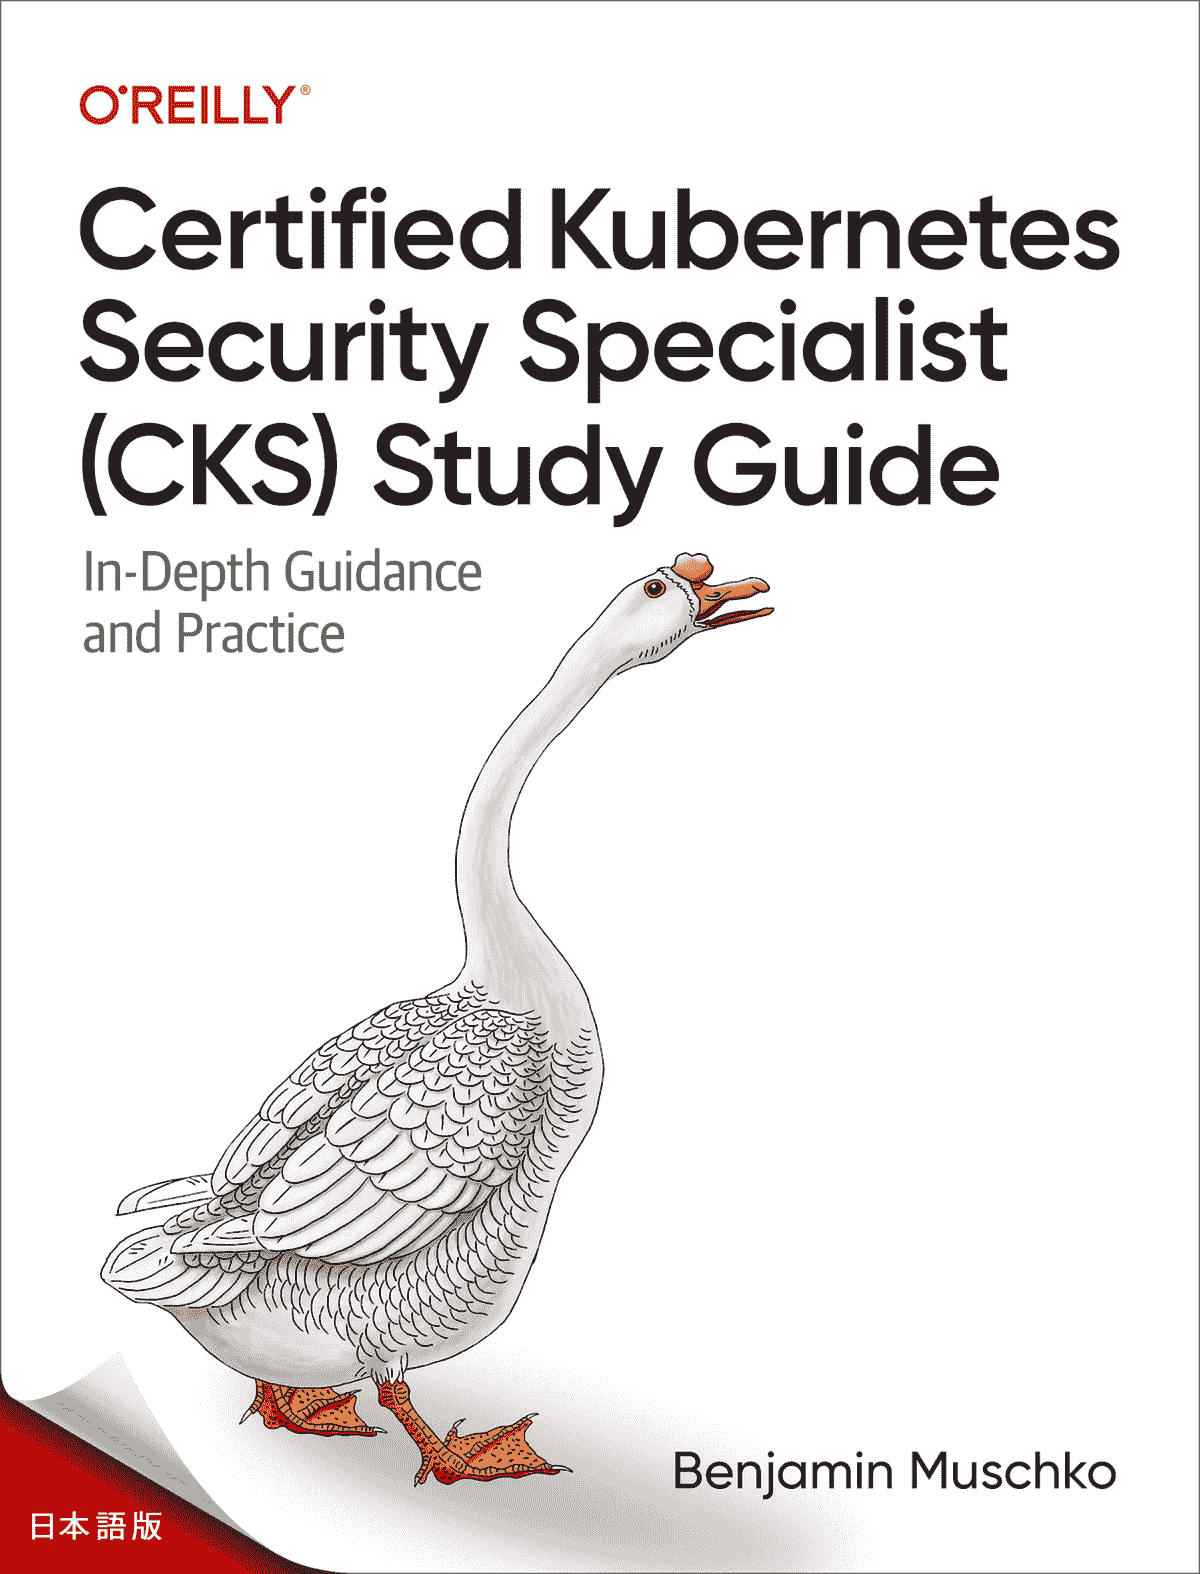 O'REILLY®
Certified Kubernetes
Security Specialist
(CKS) Study Guide
In-Depth Guidance
and Practice
Benjamin Muschko
日本語版